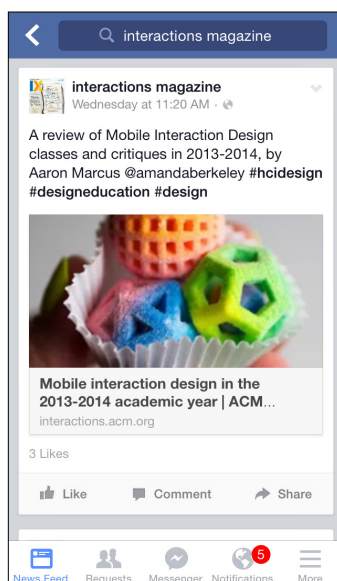 interactions magazine
interactions magazine
Wednesday at 11:20 AM ·
A review of Mobile Interaction Design
classes and critiques in 2013-2014, by
Aaron Marcus @amandaberkeley #hcidesign
#designeducation #design
Mobile interaction design in the
2013-2014 academic year | ACM...
interactions.acm.org
3 Likes
Like Comment Share
5
News Feed Requests Messenger Notifications More